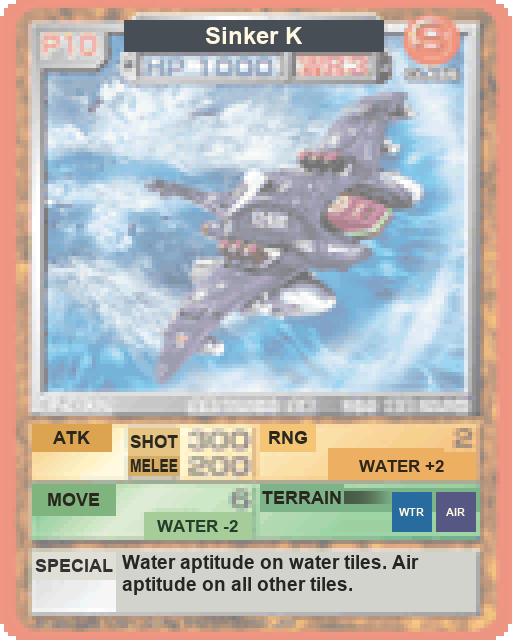 Sinker K
P10
S
HP 1000
ATK
SHOT 300
MELEE 200
RNG 2
WATER +2
MOVE 6
WATER -2
TERRAIN
WTR AIR
SPECIAL
Water aptitude on water tiles. Air
aptitude on all other tiles.